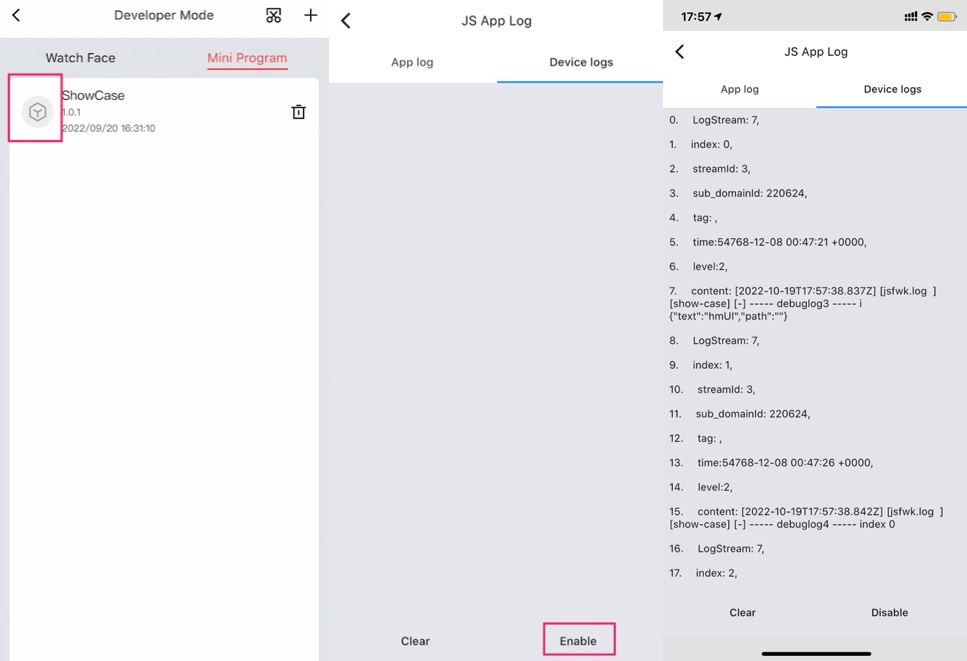 Developer Mode
Watch Face
Mini Program
ShowCase
1.0.1
2022/09/20 16:31:10
JS App Log
App log
Device logs
Clear
Enable
17:57
JS App Log
App log
Device logs
0. LogStream: 7,
1. index: 0,
2. streamId: 3,
3. sub_domainId: 220624,
4. tag: ,
5. time:54768-12-08 00:47:21 +0000,
6. level:2,
7. content: [2022-10-19T17:57:38.837Z] [jsfwk.log ]
[show-case] [-] ----- debuglog3 ----- i
{"text":"hmUI","path":""}
8. LogStream: 7,
9. index: 1,
10. streamId: 3,
11. sub_domainId: 220624,
12. tag: ,
13. time:54768-12-08 00:47:26 +0000,
14. level:2,
15. content: [2022-10-19T17:57:38.842Z] [jsfwk.log ]
[show-case] [-] ----- debuglog4 ----- index 0
16. LogStream: 7,
17. index: 2,
Clear
Disable